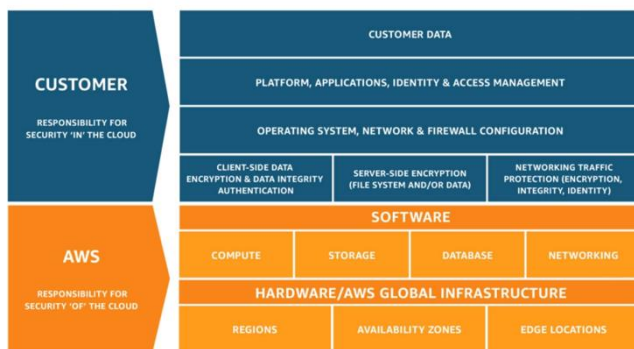 CUSTOMER
RESPONSIBILITY FOR
SECURITY 'IN' THE CLOUD
CUSTOMER DATA
PLATFORM, APPLICATIONS, IDENTITY & ACCESS MANAGEMENT
OPERATING SYSTEM, NETWORK & FIREWALL CONFIGURATION
CLIENT-SIDE DATA
ENCRYPTION & DATA INTEGRITY
AUTHENTICATION
SERVER-SIDE ENCRYPTION
(FILE SYSTEM AND/OR DATA)
NETWORKING TRAFFIC
PROTECTION (ENCRYPTION,
INTEGRITY, IDENTITY)
AWS
RESPONSIBILITY FOR
SECURITY 'OF' THE CLOUD
SOFTWARE
COMPUTE
STORAGE
DATABASE
NETWORKING
HARDWARE/AWS GLOBAL INFRASTRUCTURE
REGIONS
AVAILABILITY ZONES
EDGE LOCATIONS